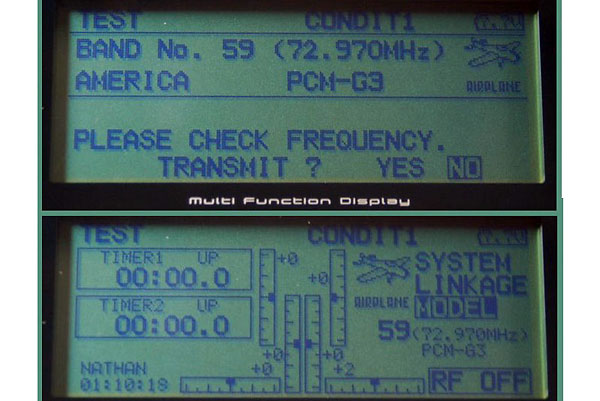 TEST CONDIT1
BAND No. 59 (72.970MHz)
AMERICA PCM-G3 AIRPLANE
PLEASE CHECK FREQUENCY.
TRANSMIT ? YES NO
Multi Function Display
TEST CONDIT1
TIMER1 UP
00:00.0
TIMER2 UP
00:00.0
+0
+0
+0
+0
+2
NATHAN
01:10:18
AIRPLANE
SYSTEM
LINKAGE
MODEL
59(72.970MHz)
PCM-G3
RF OFF